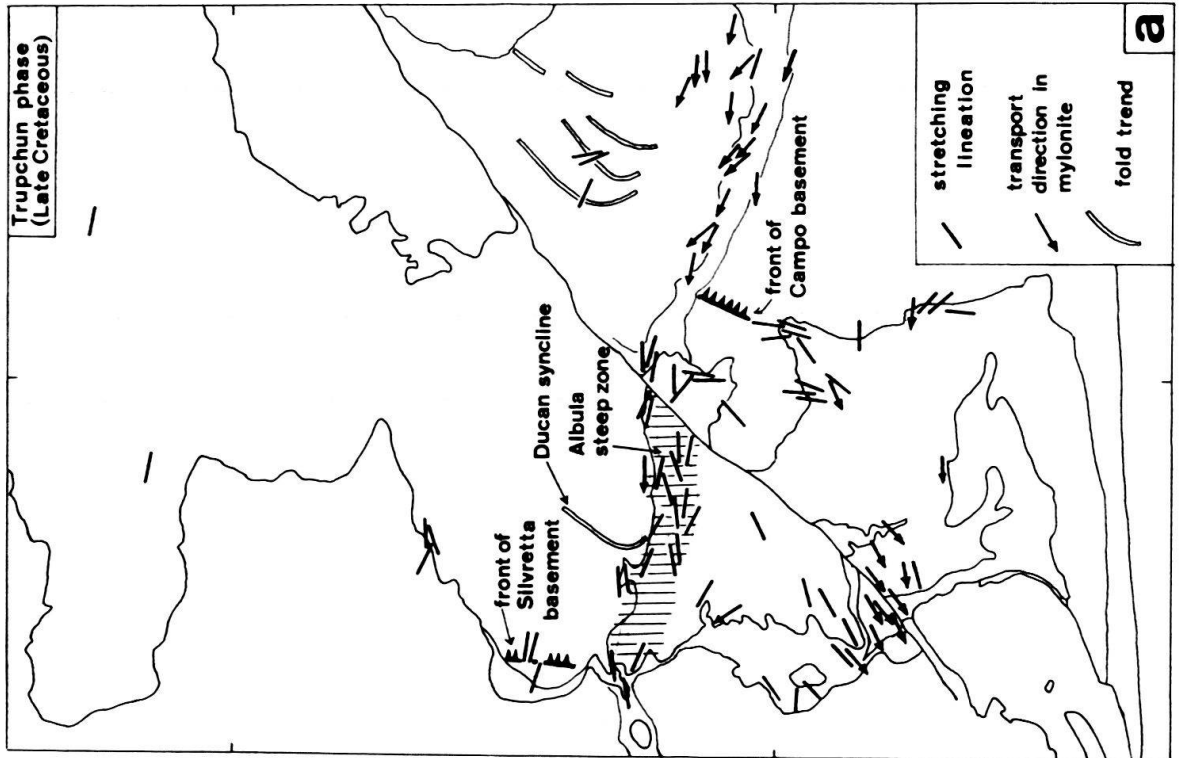 Trupchun phase
(Late Cretaceous)
front of
Silvretta
basement
Ducan syncline
Albula
steep zone
front of
Campo basement
stretching
lineation
transport
direction in
mylonite
fold trend
a